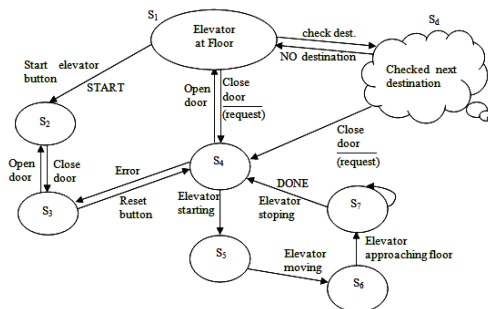 S1
Elevator
at Floor
check dest.
NO destination
Sd
Checked next
destination
Start elevator
button
START
Open
door
Close
door
(request)
S2
Open
door
Close
door
Close
door
(request)
S4
Error
DONE
Elevator
stoping
S7
S3
Reset
button
Elevator
starting
Elevator
approaching floor
S5
Elevator
moving
S6